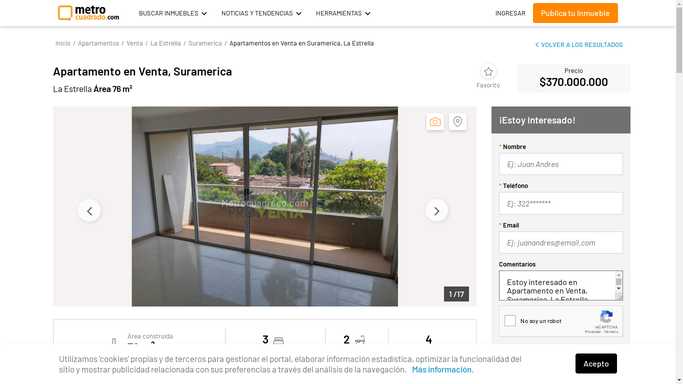 metro
cuadrado.com
BUSCAR INMUEBLES
NOTICIAS Y TENDENCIAS
HERRAMIENTAS
INGRESAR
Publica tu Inmueble
Inicio / Apartamentos / Venta / La Estrella / Suramerica / Apartamentos en Venta en Suramerica, La Estrella
VOLVER A LOS RESULTADOS
Apartamento en Venta, Suramerica
La Estrella Área 76 m²
Favorito
Precio
$370.000.000
Metrocuadrado.com
VENTA
1 /17
¡Estoy Interesado!
* Nombre
Ej: Juan Andres
* Teléfono
Ej: 322*******
* Email
Ej: juanandres@email.com
Comentarios
Estoy interesado en
Apartamento en Venta,
Suramerica, La Estrella
No soy un robot
reCAPTCHA
Privacidad - Términos
Área construida
3
2
4
Utilizamos 'cookies' propias y de terceros para gestionar el portal, elaborar información estadística, optimizar la funcionalidad del
sitio y mostrar publicidad relacionada con sus preferencias a través del análisis de la navegación. Más información.
Acepto